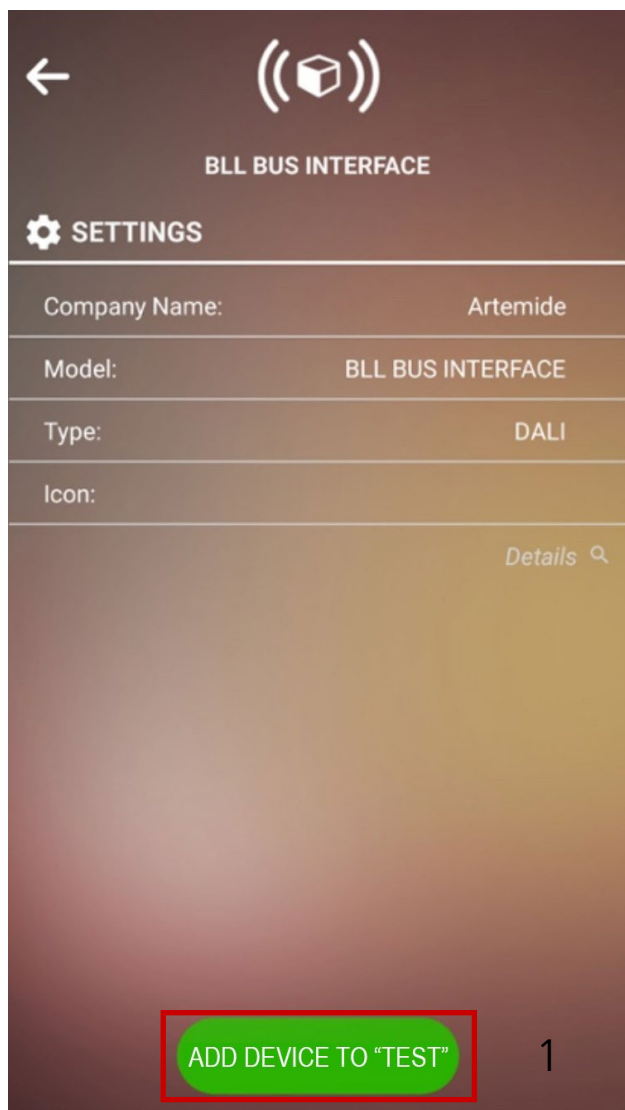 BLL BUS INTERFACE
SETTINGS
Company Name: Artemide
Model: BLL BUS INTERFACE
Type: DALI
Icon:
Details
ADD DEVICE TO “TEST” 1